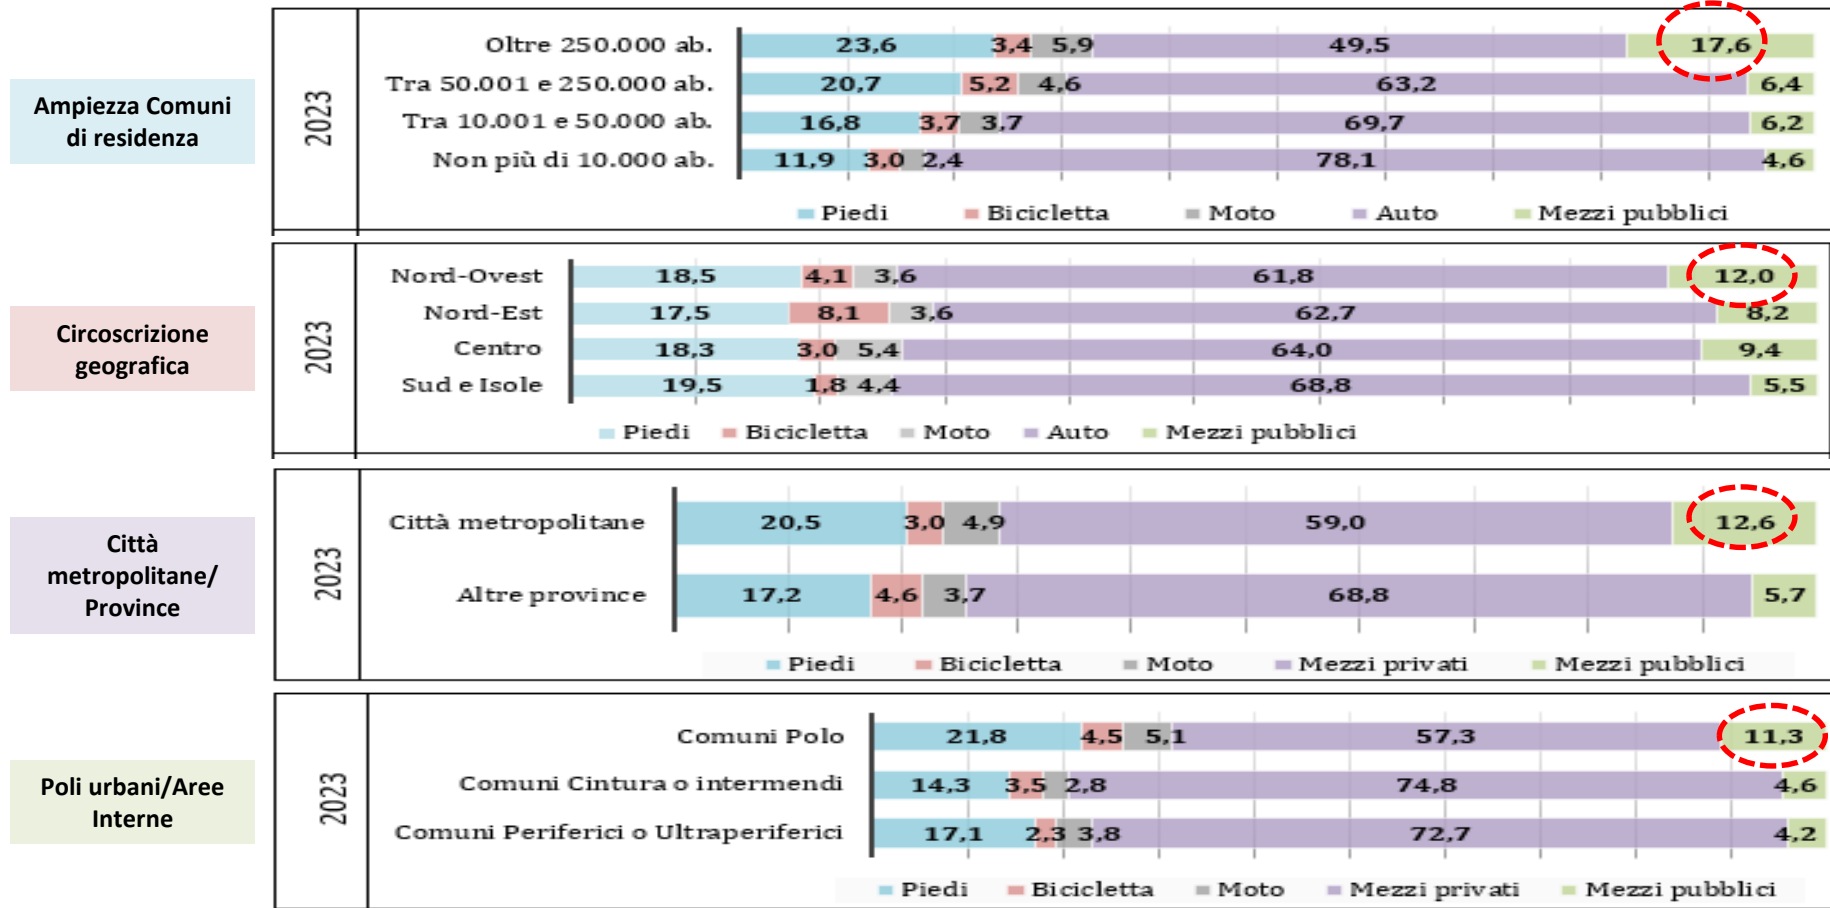 Ampiezza Comuni
di residenza
2023
Oltre 250.000 ab. 23,6 3,4 5,9 49,5 17,6
Tra 50.001 e 250.000 ab. 20,7 5,2 4,6 63,2 6,4
Tra 10.001 e 50.000 ab. 16,8 3,7 3,7 69,7 6,2
Non più di 10.000 ab. 11,9 3,0 2,4 78,1 4,6
Piedi Bicicletta Moto Auto Mezzi pubblici
Circoscrizione
geografica
2023
Nord-Ovest 18,5 4,1 3,6 61,8 12,0
Nord-Est 17,5 8,1 3,6 62,7 8,2
Centro 18,3 3,0 5,4 64,0 9,4
Sud e Isole 19,5 1,8 4,4 68,8 5,5
Piedi Bicicletta Moto Auto Mezzi pubblici
Città
metropolitane/
Province
2023
Città metropolitane 20,5 3,0 4,9 59,0 12,6
Altre province 17,2 4,6 3,7 68,8 5,7
Piedi Bicicletta Moto Mezzi privati Mezzi pubblici
Poli urbani/Aree
Interne
2023
Comuni Polo 21,8 4,5 5,1 57,3 11,3
Comuni Cintura o intermendi 14,3 3,5 2,8 74,8 4,6
Comuni Periferici o Ultraperiferici 17,1 2,3 3,8 72,7 4,2
Piedi Bicicletta Moto Mezzi privati Mezzi pubblici